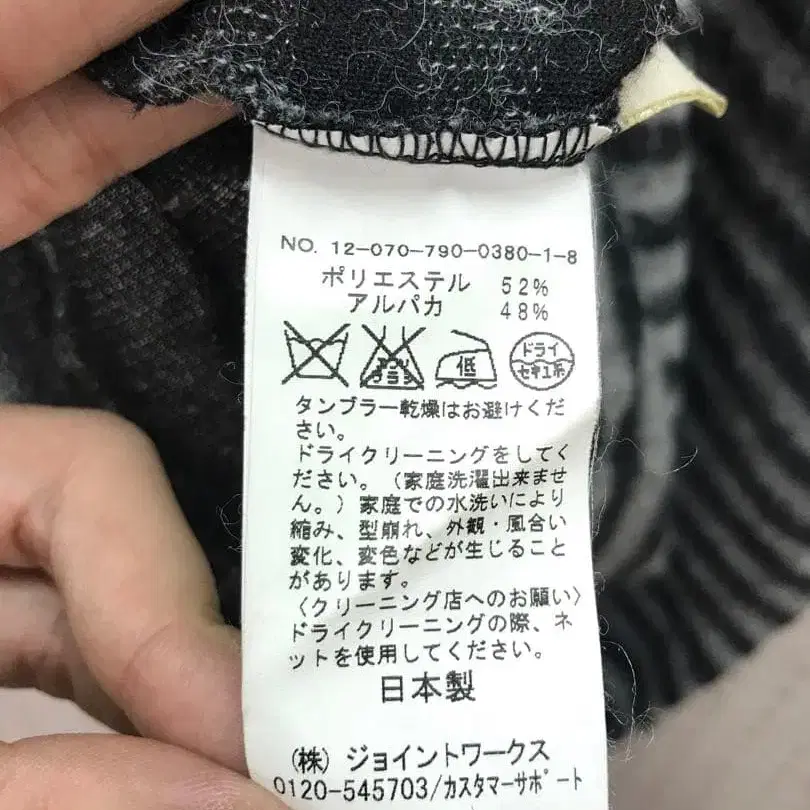 NO. 12-070-790-0380-1-8
ポリエステル 52%
アルパカ 48%
エンソ サラシ 低 ドライ
セキユ系
タンブラー乾燥はお避けくだ
さい。
ドライクリーニングをしてく
ださい。（家庭洗濯出来ませ
ん。）家庭での水洗いにより
縮み、型崩れ、外観・風合い
変化、変色などが生じること
があります。
〈クリーニング店へのお願い〉
ドライクリーニングの際、ネ
ットを使用してください。
日本製
（株）ジョイントワークス
0120-545703/カスタマーサポート